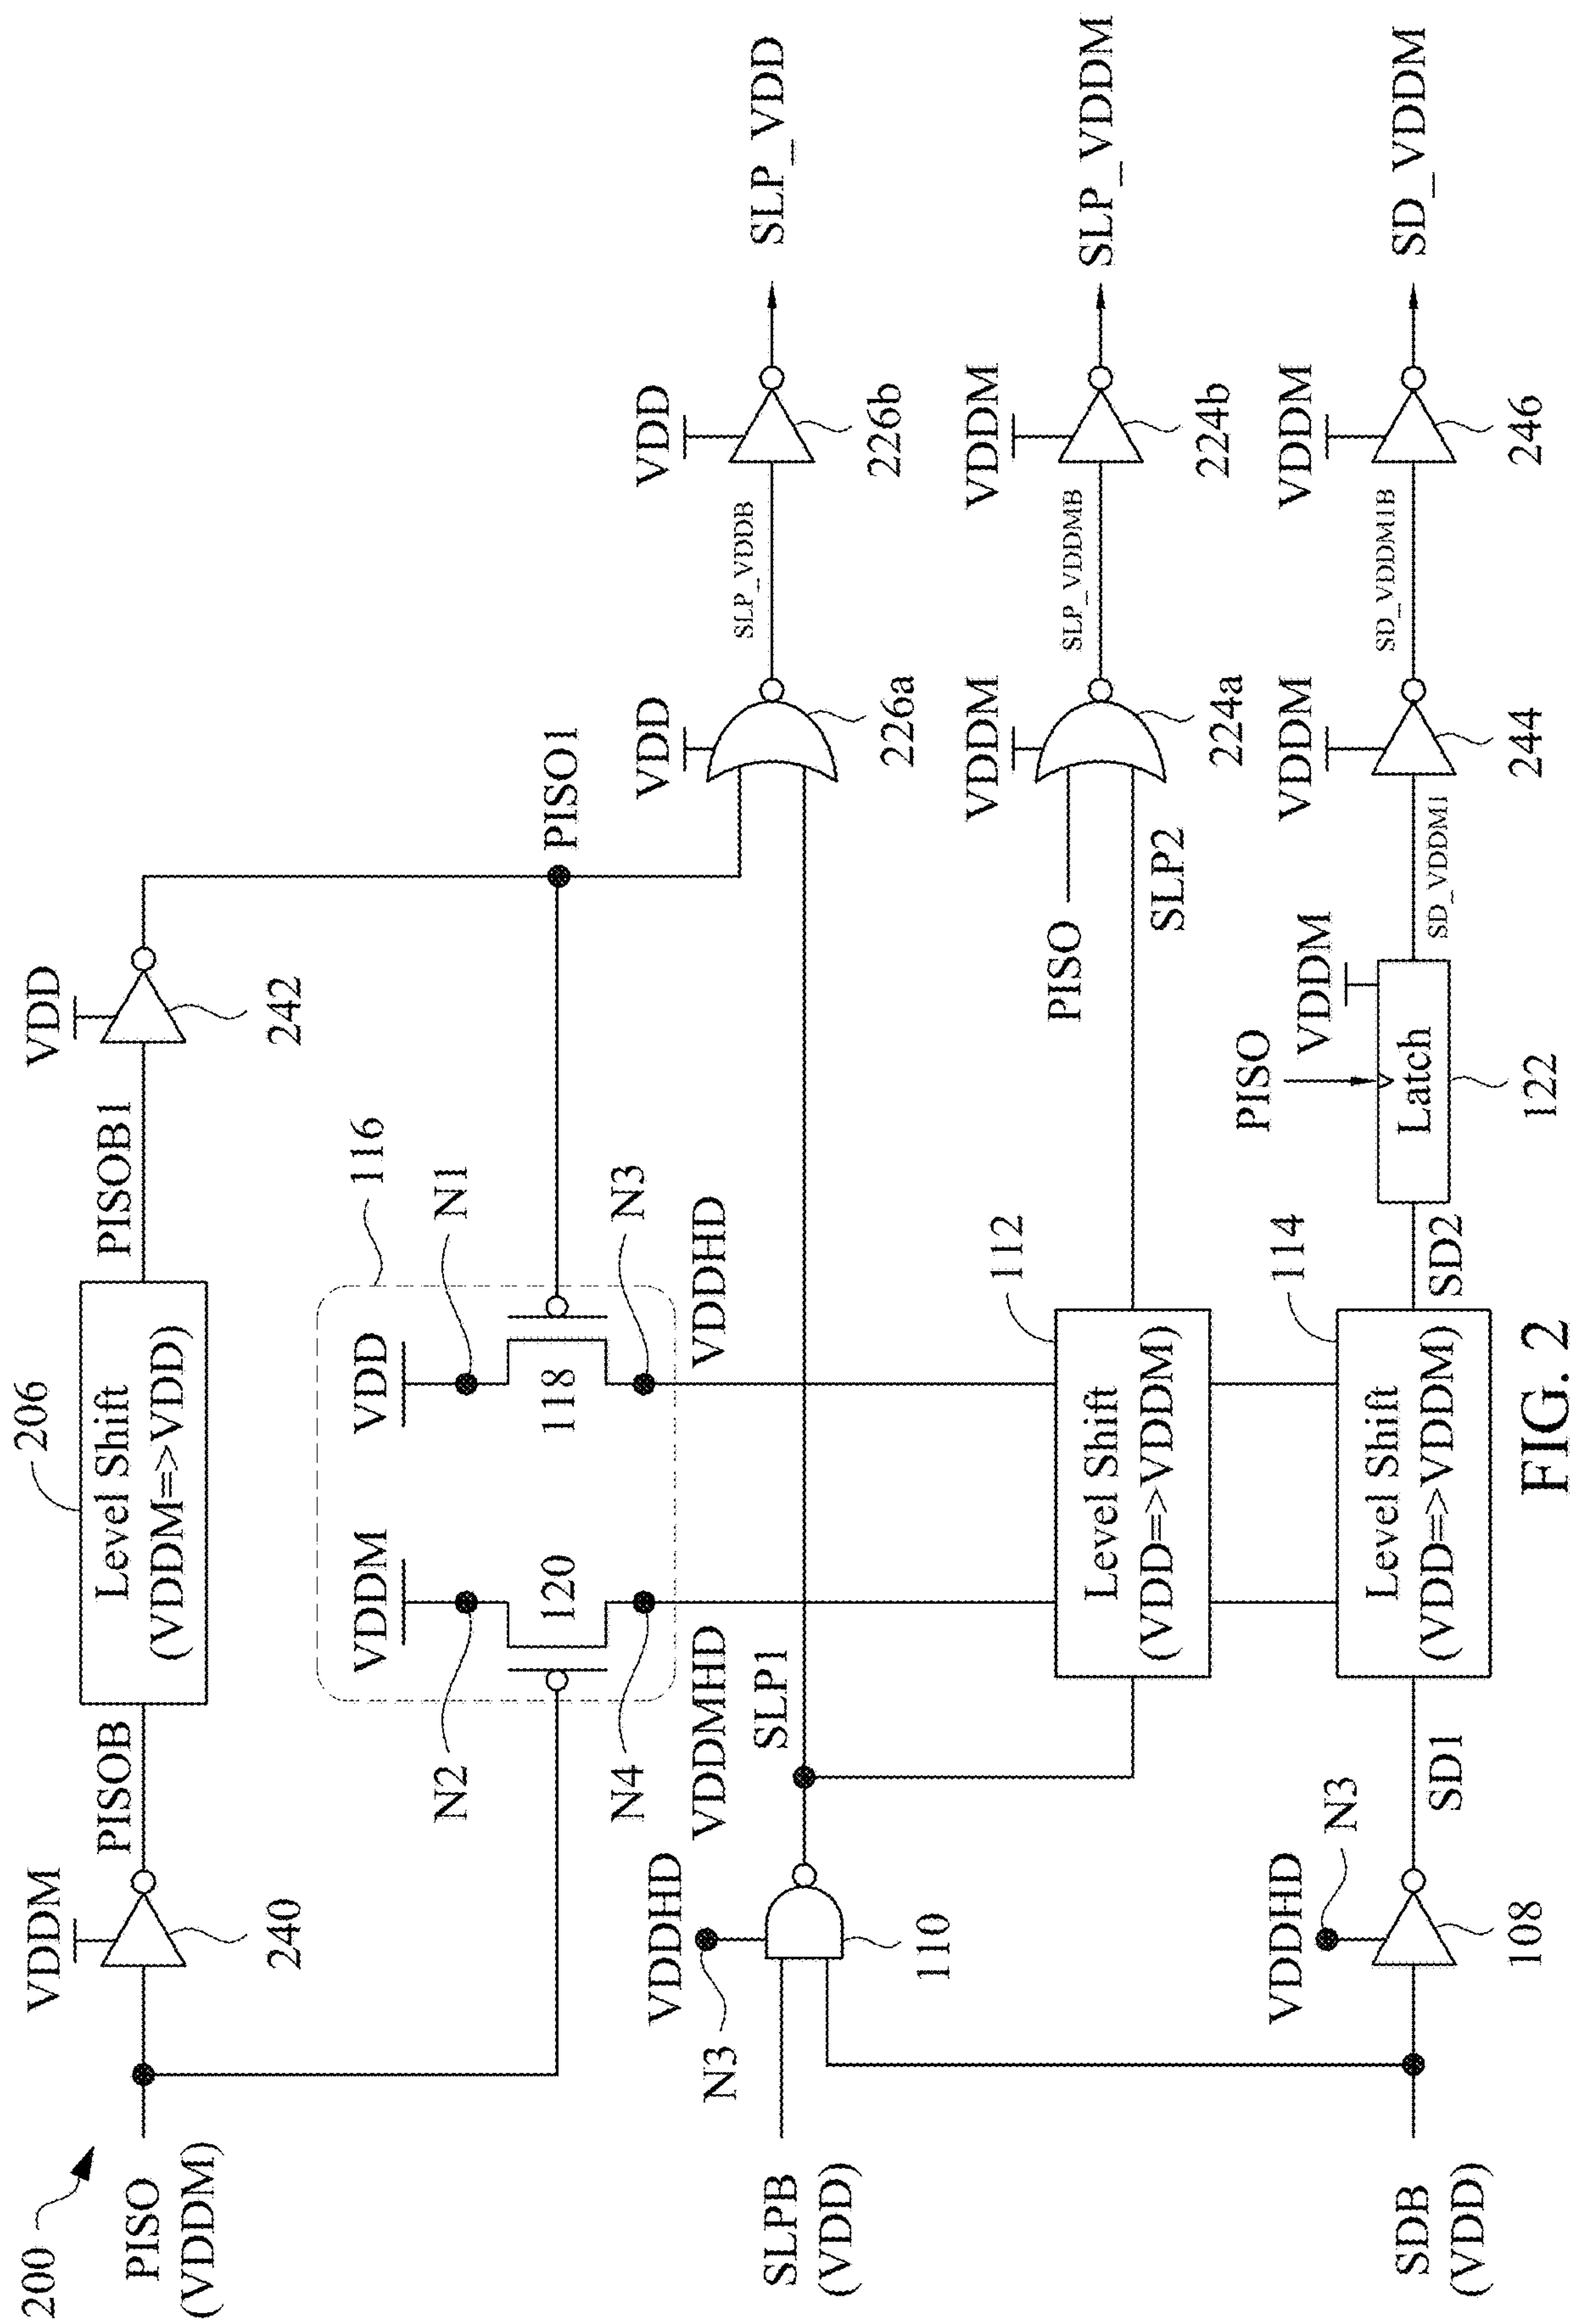 200
PISO
(VDDM)
VDDM
240
PISOB
206
Level Shift
(VDDM=>VDD)
PISOB1
VDD
242
PISO1
116
VDDM
VDD
N2
N1
120
118
N4
N3
VDDMHD
VDDHD
SLPB
(VDD)
N3
VDDHD
110
SLP1
VDD
226a
SLP_VDDB
VDD
226b
SLP_VDD
112
Level Shift
(VDD=>VDDM)
PISO
SLP2
VDDM
224a
SLP_VDDMB
VDDM
224b
SLP_VDDM
SDB
(VDD)
VDDHD
N3
108
SD1
114
Level Shift
(VDD=>VDDM)
SD2
PISO
VDDM
Latch
122
SD_VDDM1
VDDM
244
SD_VDDM1B
VDDM
246
SD_VDDM
FIG. 2